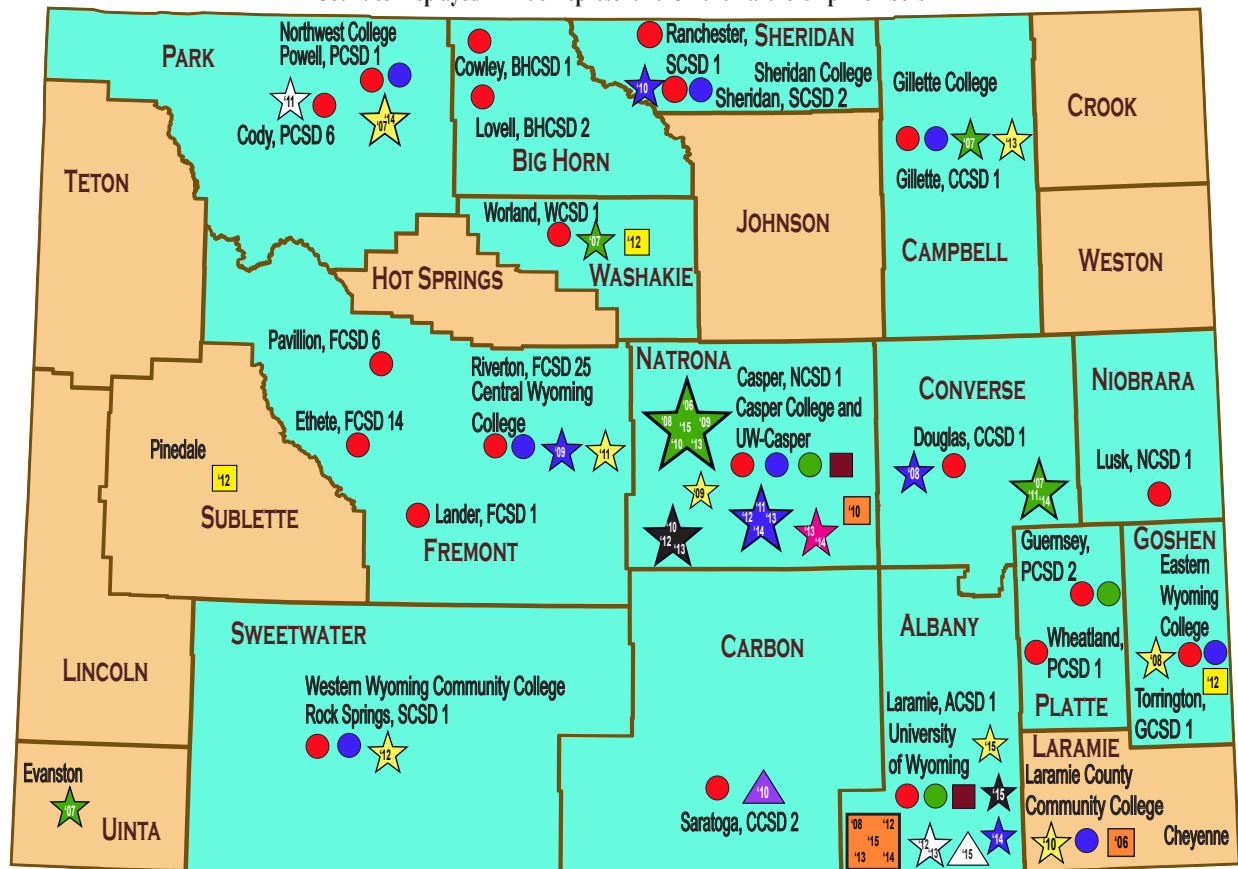 PARK
Northwest College
Powell, PCSD 1
'11
'07 '14
Cody, PCSD 6
Cowley, BHCSD 1
Lovell, BHCSD 2
BIG HORN
Ranchester,
SCSD 1
SHERIDAN
'10
Sheridan College
Sheridan, SCSD 2
Gillette College
'07
'13
Gillette, CCSD 1
CAMPBELL
CROOK
TETON
JOHNSON
WESTON
Worland, WCSD 1
'07
'12
WASHAKIE
HOT SPRINGS
Pavillion, FCSD 6
Ethete, FCSD 14
Riverton, FCSD 25
Central Wyoming
College
'09
'11
Lander, FCSD 1
FREMONT
Pinedale
'12
SUBLETTE
NATRONA
'06
'08 '15 '09
'10 '13
Casper, NCSD 1
Casper College and
UW-Casper
'09
'10
'12 '13
'11
'12 '13
'14
'13
'14
'10
CONVERSE
Douglas, CCSD 1
'08
'07
'11 '14
NIOBRARA
Lusk, NCSD 1
Guernsey,
PCSD 2
Wheatland,
PCSD 1
PLATTE
GOSHEN
Eastern
Wyoming
College
'08
'12
Torrington,
GCSD 1
LINCOLN
SWEETWATER
Western Wyoming Community College
Rock Springs, SCSD 1
'12
CARBON
'10
Saratoga, CCSD 2
ALBANY
Laramie, ACSD 1
University
of Wyoming
'15
'15
'14
'12
'13
'15
'08 '12
'15
'13 '14
LARAMIE
Laramie County
Community College
'10
'06
Cheyenne
Evanston
'07
UINTA